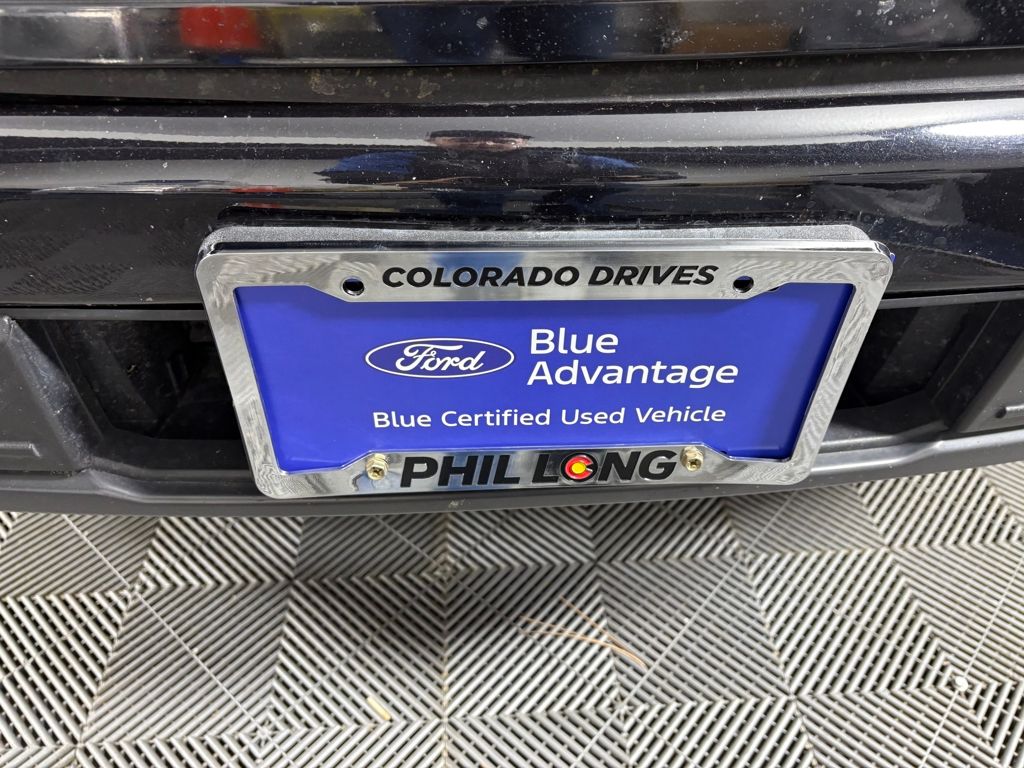 COLORADO DRIVES
Ford
Blue
Advantage
Blue Certified Used Vehicle
PHIL LONG